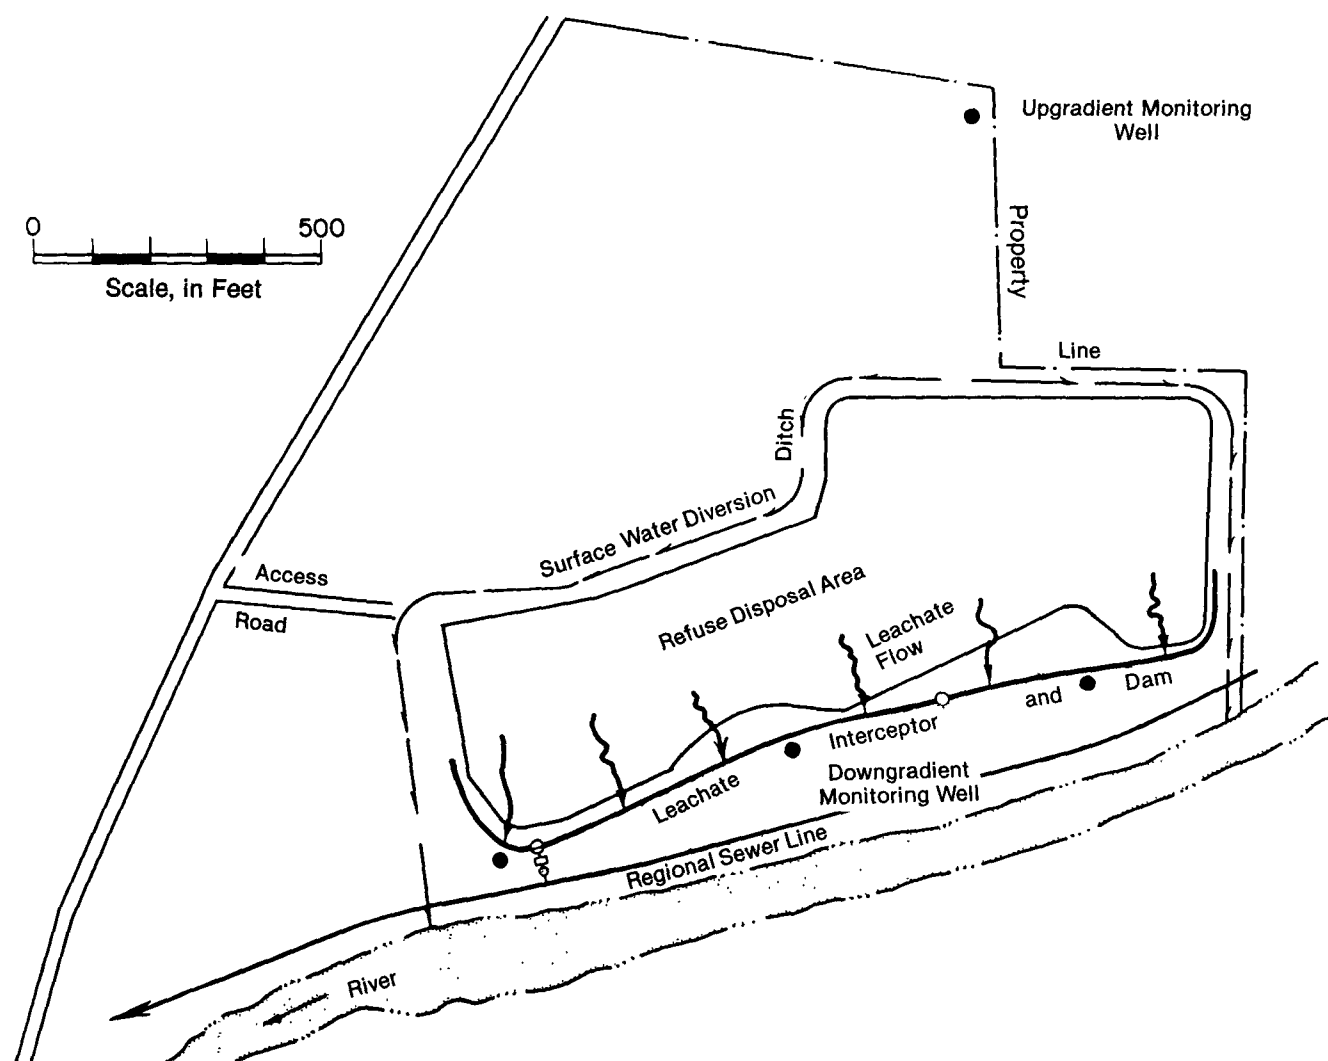 Upgradient Monitoring
Well
0 500
Scale, in Feet
Property
Line
Ditch
Surface Water Diversion
Access
Road
Refuse Disposal Area
Leachate
Flow
Leachate
Interceptor
and
Dam
Downgradient
Monitoring Well
Regional Sewer Line
River